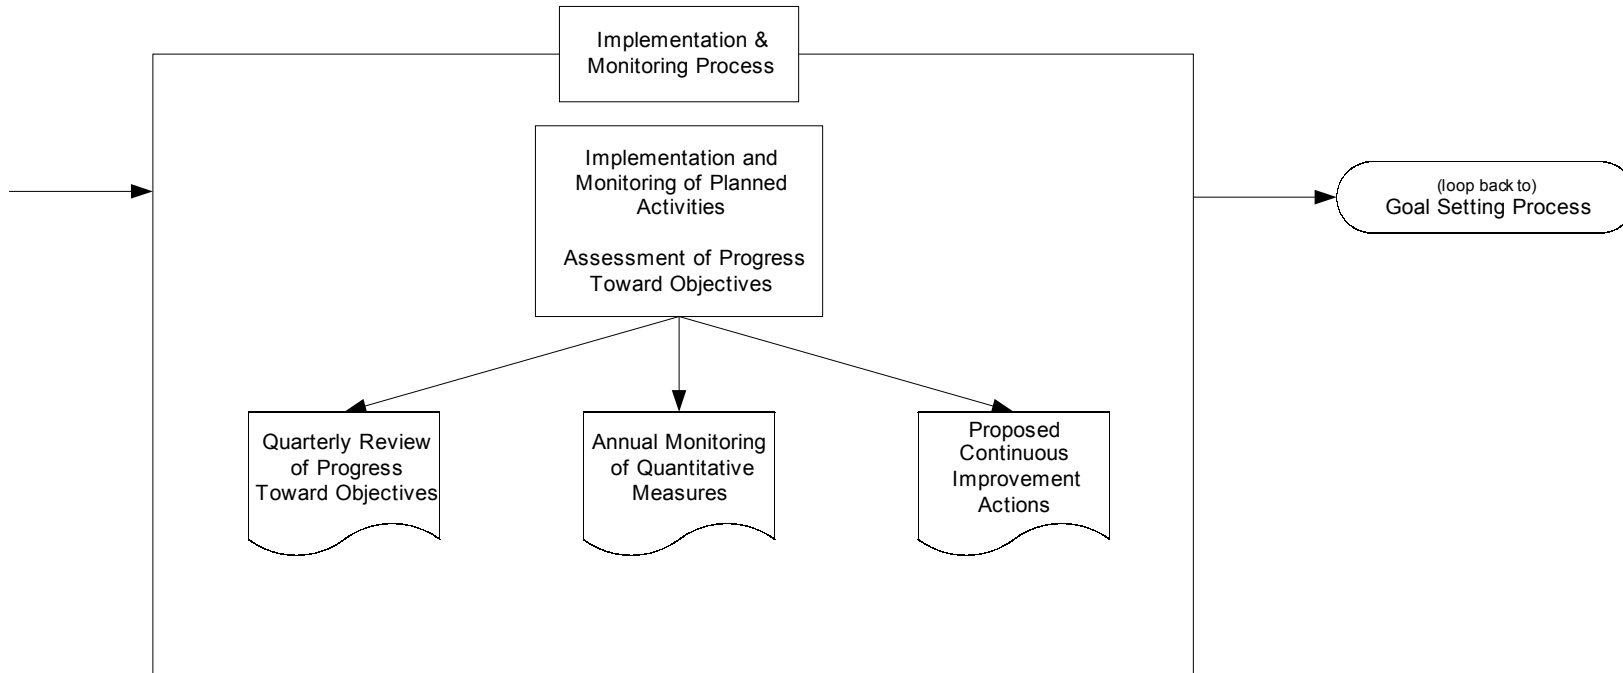 Implementation &
Monitoring Process
Implementation and
Monitoring of Planned
Activities
Assessment of Progress
Toward Objectives
(loop back to)
Goal Setting Process
Quarterly Review
of Progress
Toward Objectives
Annual Monitoring
of Quantitative
Measures
Proposed
Continuous
Improvement
Actions